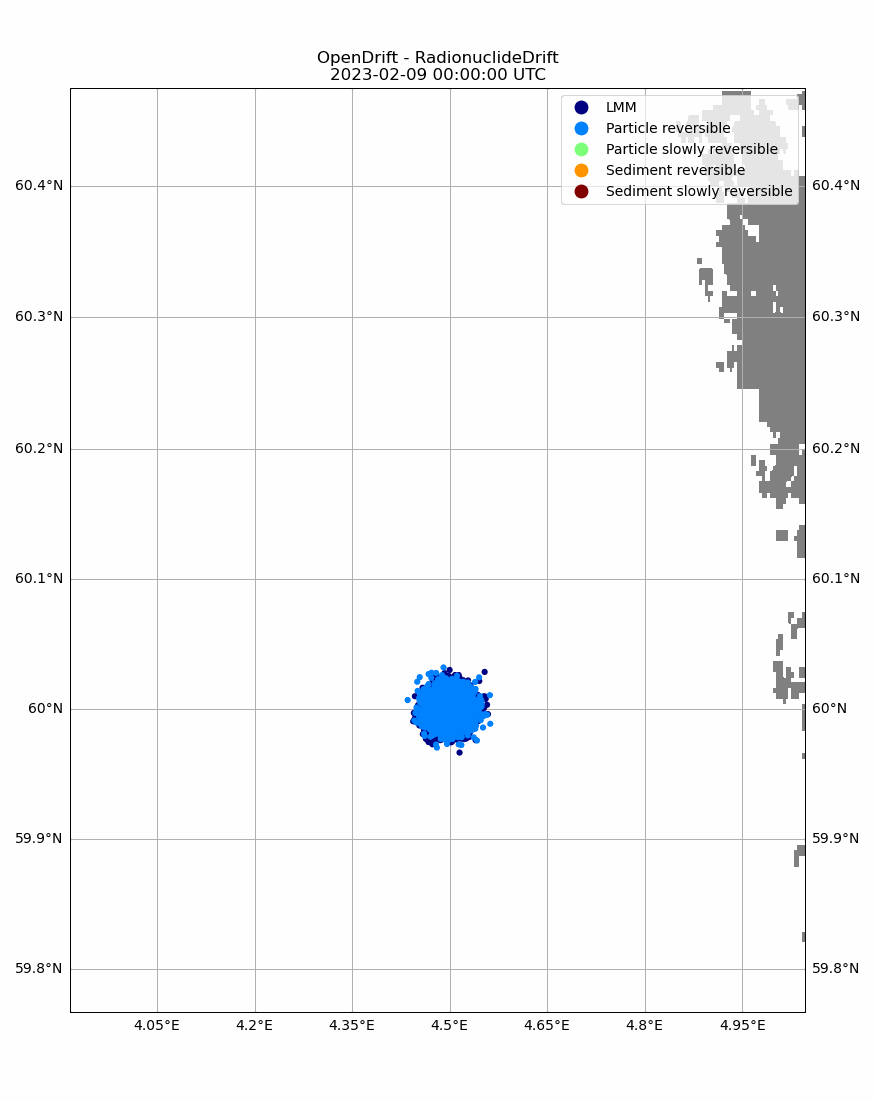 OpenDrift - RadionuclideDrift
2023-02-09 00:00:00 UTC
LMM
Particle reversible
Particle slowly reversible
Sediment reversible
Sediment slowly reversible
60.4°N 60.4°N
60.3°N 60.3°N
60.2°N 60.2°N
60.1°N 60.1°N
60°N 60°N
59.9°N 59.9°N
59.8°N 59.8°N
4.05°E 4.2°E 4.35°E 4.5°E 4.65°E 4.8°E 4.95°E